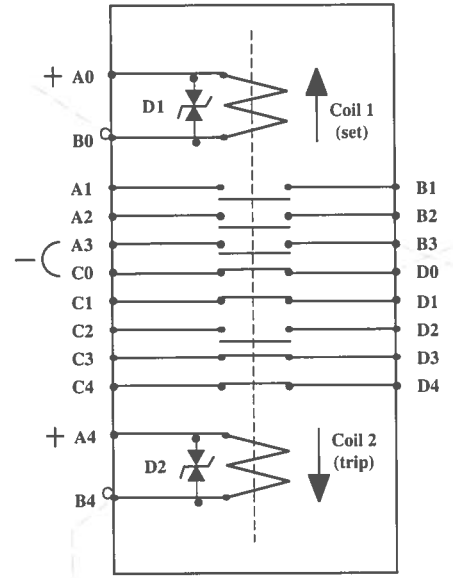 + A0
D1
Coil 1
(set)
B0
A1 B1
A2 B2
A3 B3
−
C0 D0
C1 D1
C2 D2
C3 D3
C4 D4
+ A4
D2
Coil 2
(trip)
B4